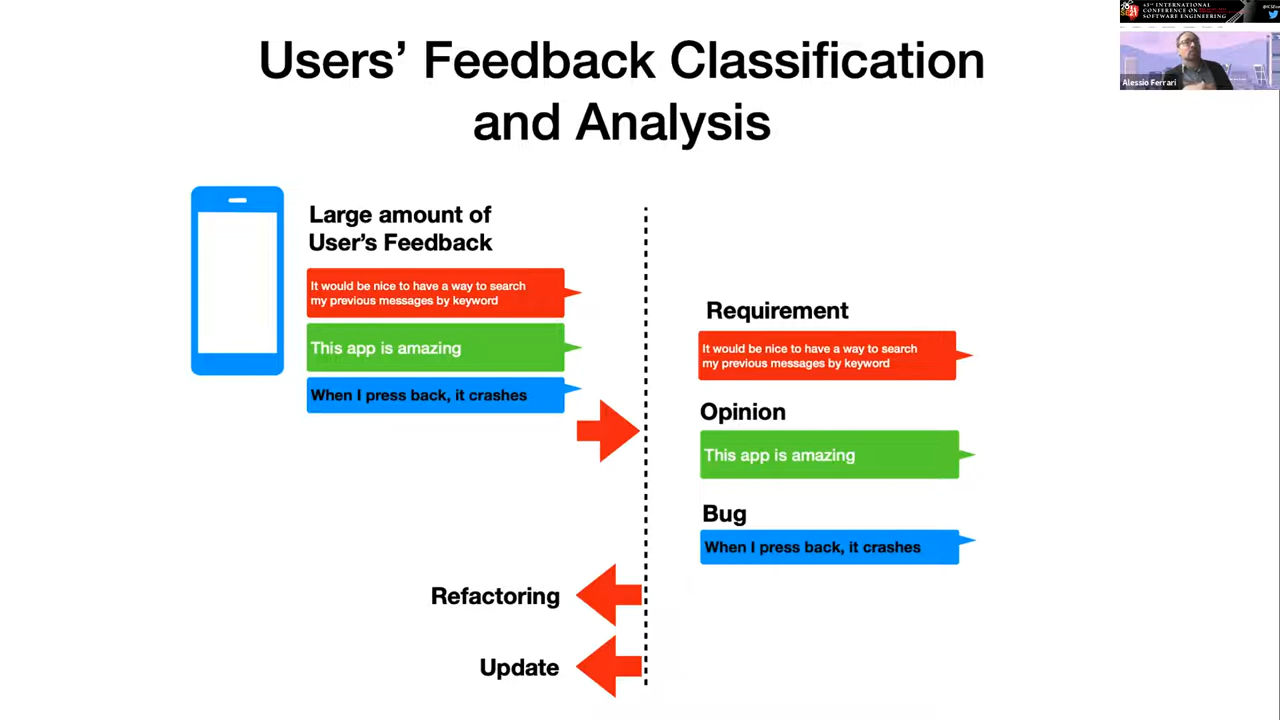 Users’ Feedback Classification
and Analysis
Large amount of
User’s Feedback
It would be nice to have a way to search
my previous messages by keyword
This app is amazing
When I press back, it crashes
Requirement
It would be nice to have a way to search
my previous messages by keyword
Opinion
This app is amazing
Bug
When I press back, it crashes
Refactoring
Update
INTERNATIONAL
CONFERENCE ON
SOFTWARE ENGINEERING
Alessio Ferrari